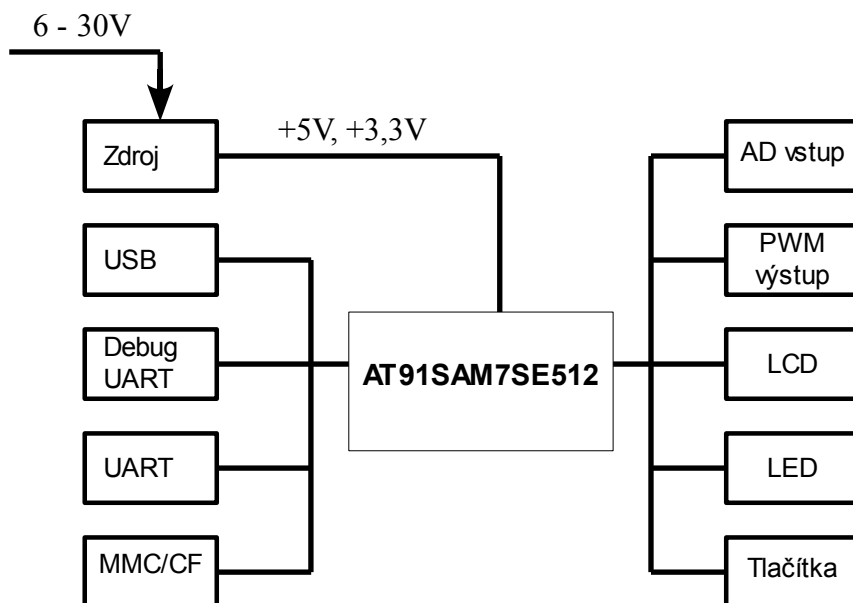 6 - 30V
Zdroj
+5V, +3,3V
USB
Debug
UART
UART
MMC/CF
AT91SAM7SE512
AD vstup
PWM
výstup
LCD
LED
Tlačítka